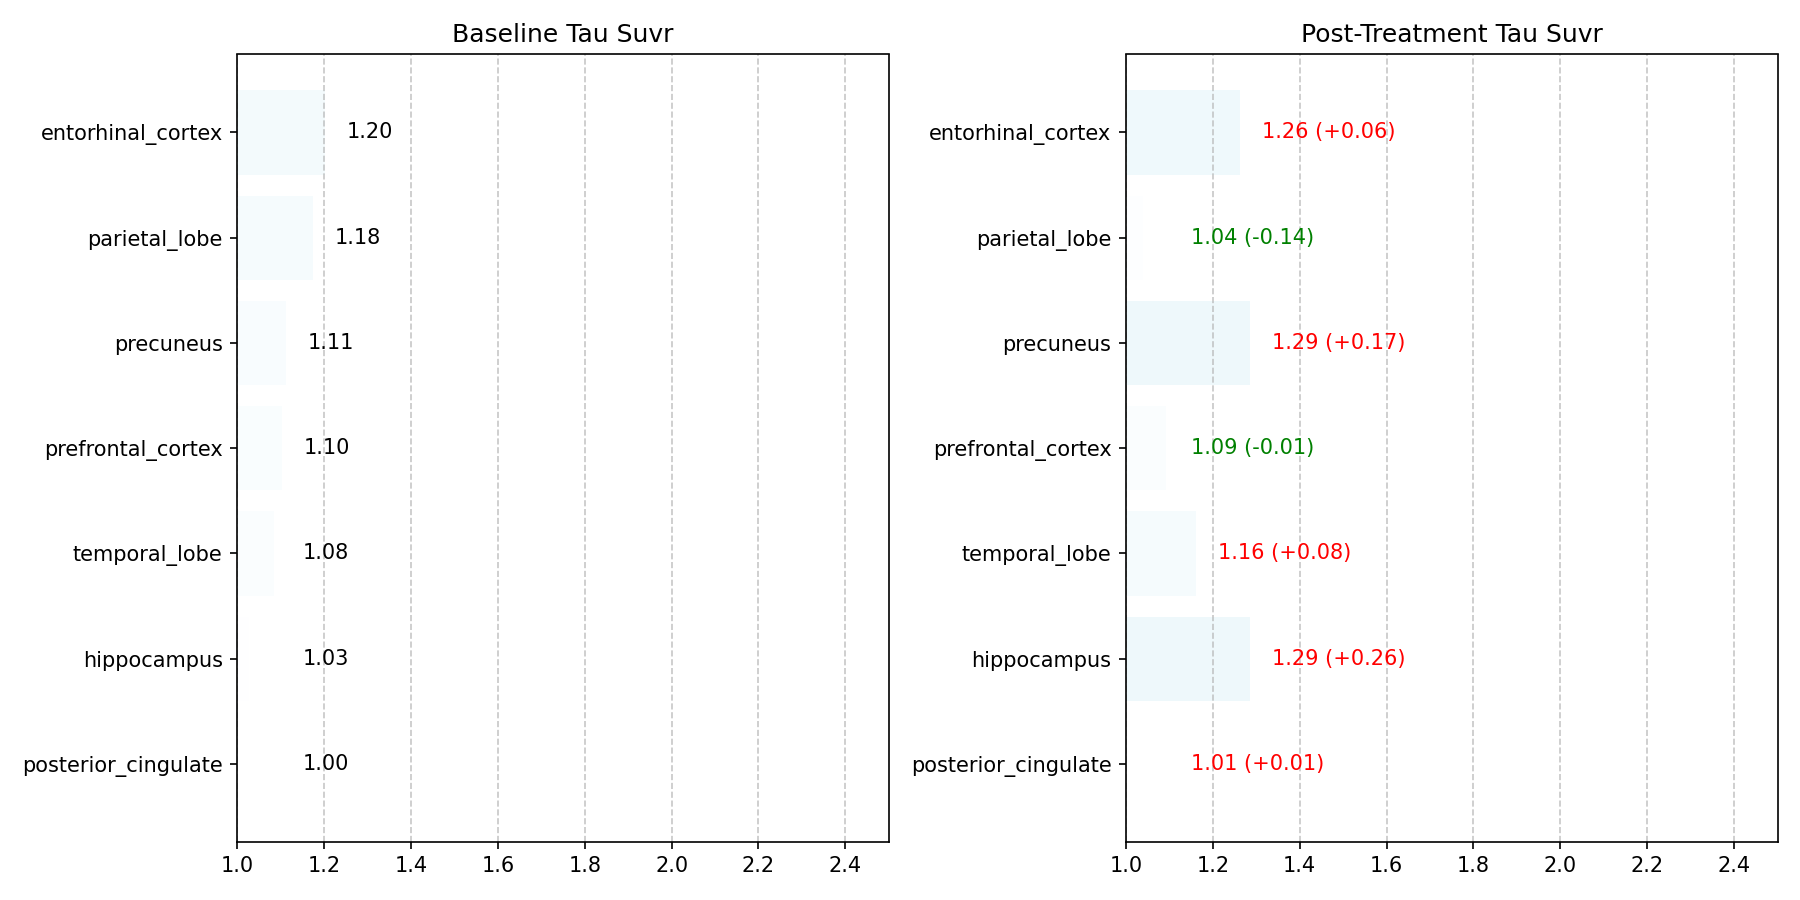 Baseline Tau Suvr
entorhinal_cortex 1.20
parietal_lobe 1.18
precuneus 1.11
prefrontal_cortex 1.10
temporal_lobe 1.08
hippocampus 1.03
posterior_cingulate 1.00
1.0 1.2 1.4 1.6 1.8 2.0 2.2 2.4
Post-Treatment Tau Suvr
entorhinal_cortex 1.26 (+0.06)
parietal_lobe 1.04 (-0.14)
precuneus 1.29 (+0.17)
prefrontal_cortex 1.09 (-0.01)
temporal_lobe 1.16 (+0.08)
hippocampus 1.29 (+0.26)
posterior_cingulate 1.01 (+0.01)
1.0 1.2 1.4 1.6 1.8 2.0 2.2 2.4